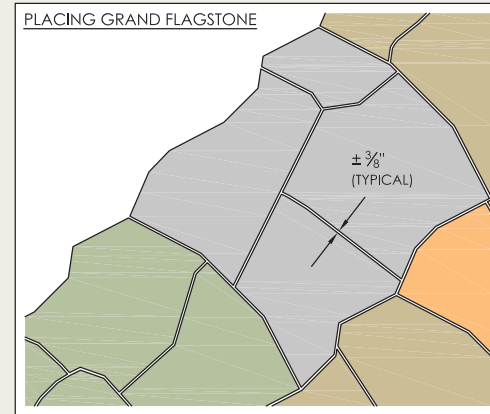 PLACING GRAND FLAGSTONE
± ⅜"
(TYPICAL)